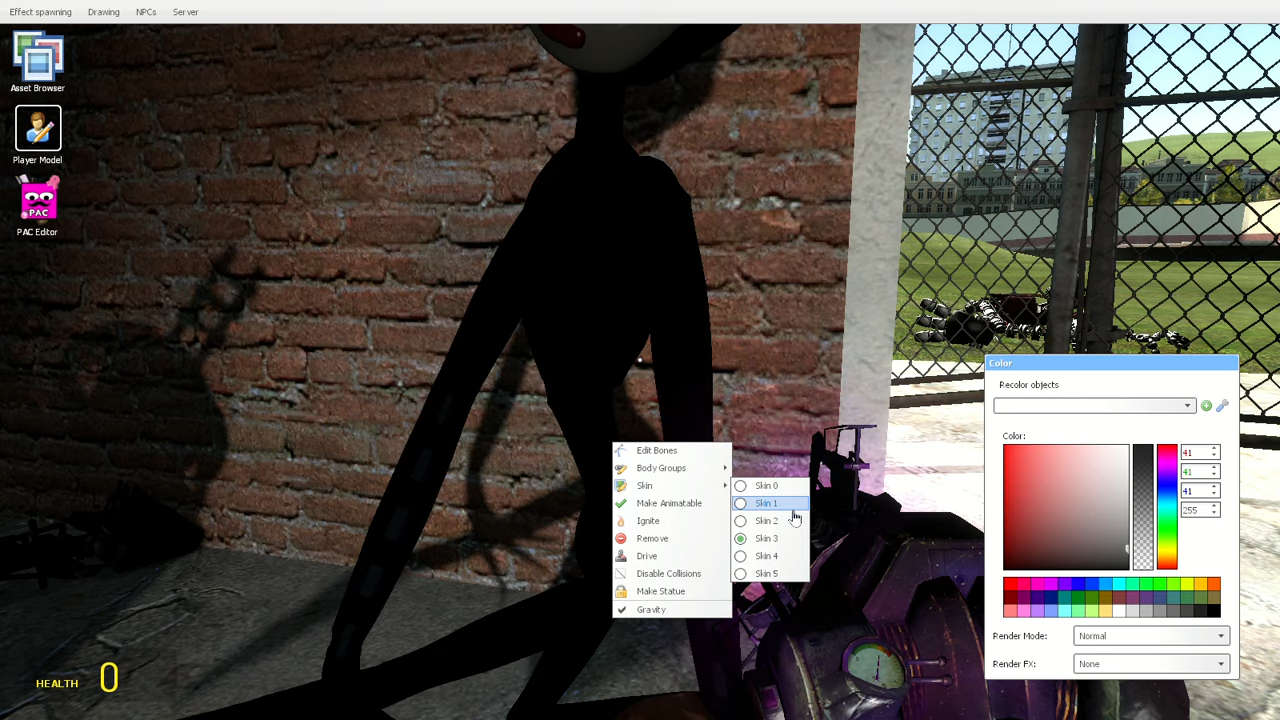 Effect spawning Drawing NPCs Server
Asset Browser
Player Model
PAC
PAC Editor
Edit Bones
Body Groups
Skin
Make Animatable
Ignite
Remove
Drive
Disable Collisions
Make Statue
Gravity
Skin 0
Skin 1
Skin 2
Skin 3
Skin 4
Skin 5
Color
Recolor objects
Color:
41
41
41
255
Render Mode: Normal
Render FX: None
HEALTH 0